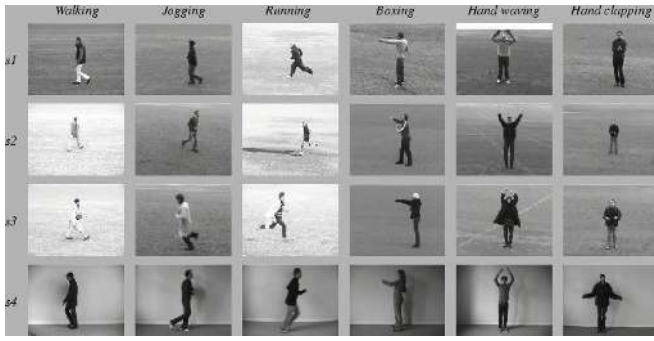 Walking Jogging Running Boxing Hand waving Hand clapping
s1
s2
s3
s4